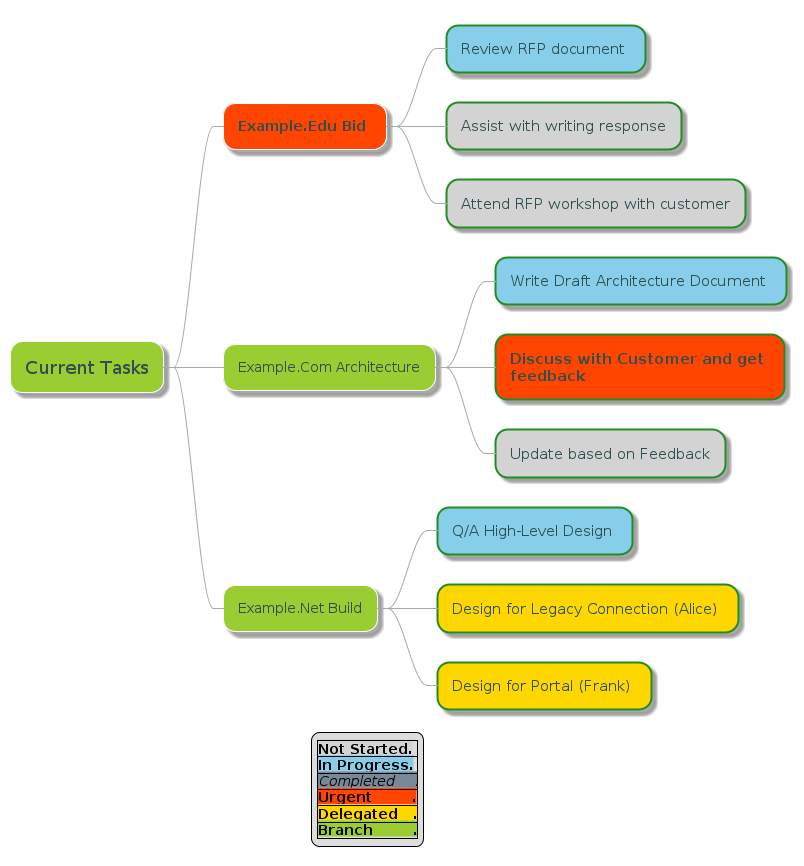 Review RFP document
Example.Edu Bid
Assist with writing response
Attend RFP workshop with customer
Write Draft Architecture Document
Current Tasks
Example.Com Architecture
Discuss with Customer and get
feedback
Update based on Feedback
Q/A High-Level Design
Example.Net Build
Design for Legacy Connection (Alice)
Design for Portal (Frank)
Not Started.
In Progress.
Completed .
Urgent .
Delegated .
Branch .